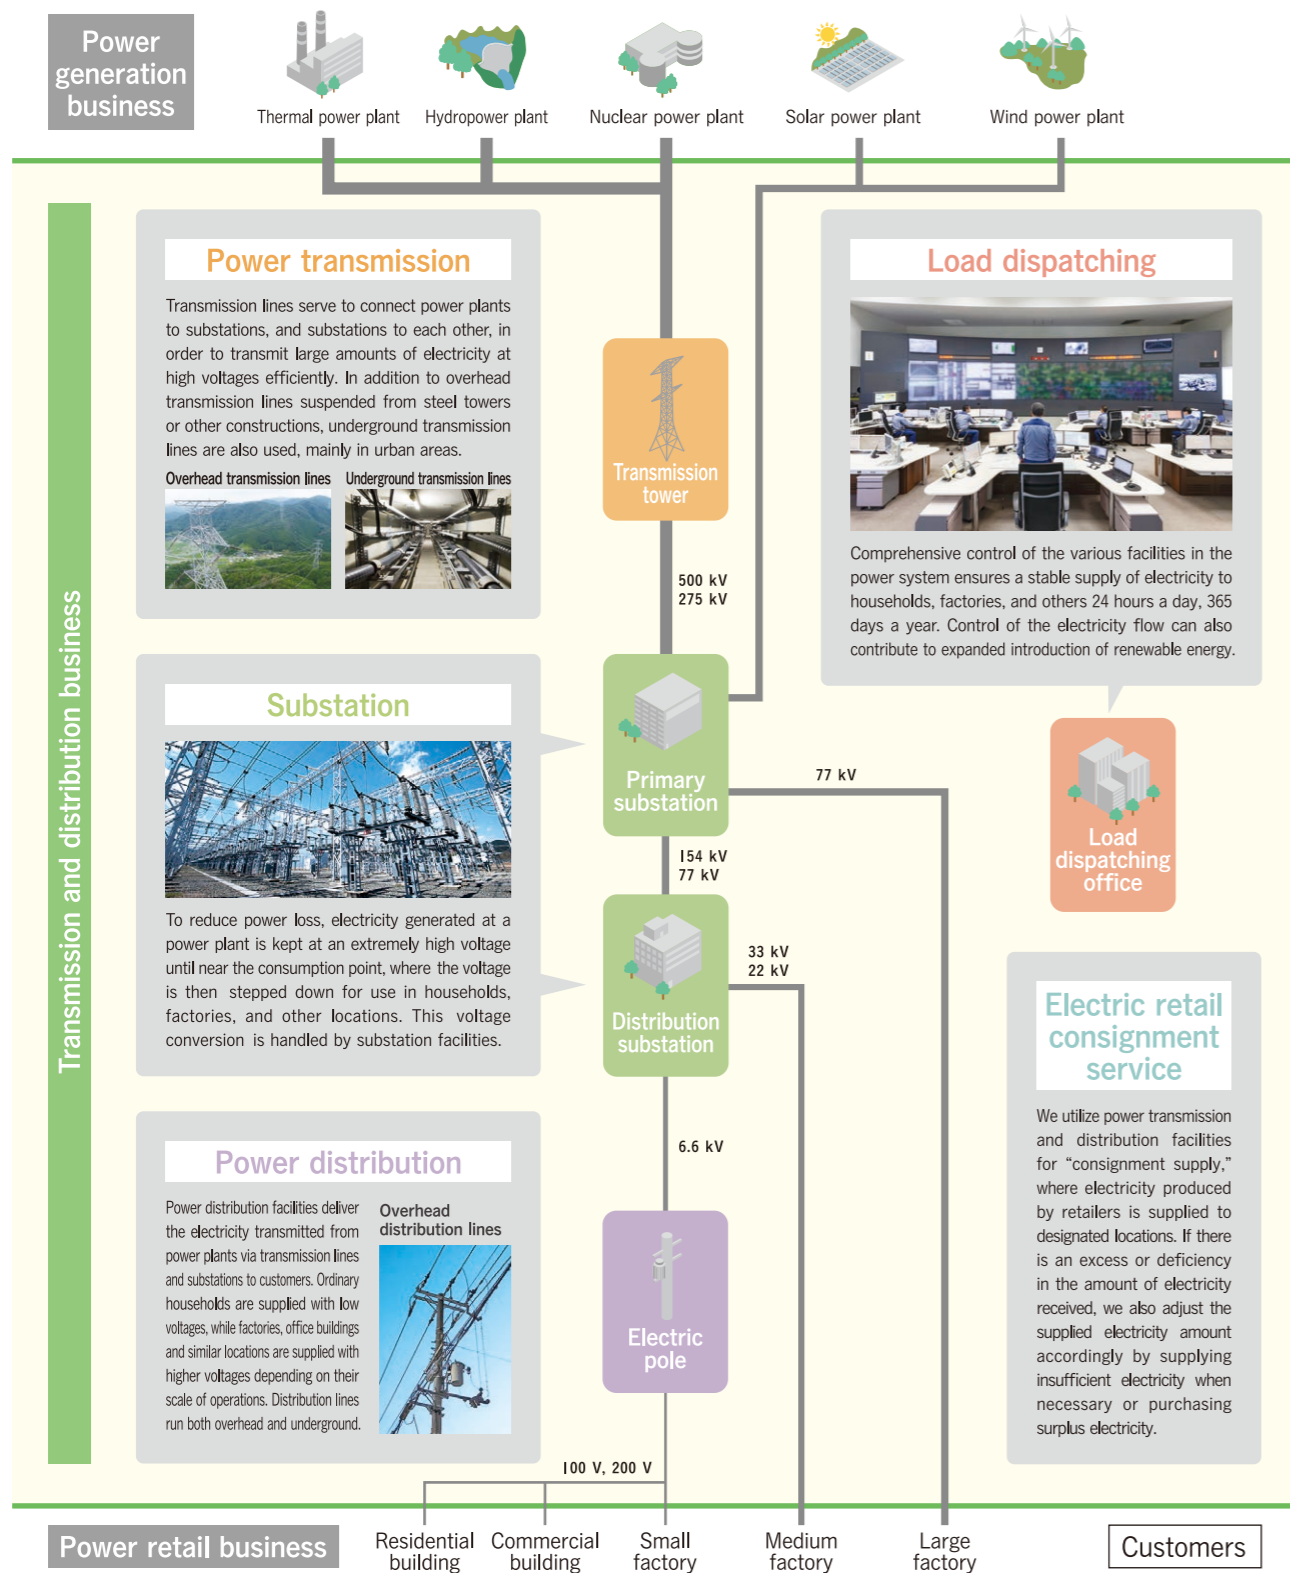 Power
generation
business
Thermal power plant
Hydropower plant
Nuclear power plant
Solar power plant
Wind power plant
Transmission and distribution business
Power transmission
Transmission lines serve to connect power plants
to substations, and substations to each other, in
order to transmit large amounts of electricity at
high voltages efficiently. In addition to overhead
transmission lines suspended from steel towers
or other constructions, underground transmission
lines are also used, mainly in urban areas.
Overhead transmission lines
Underground transmission lines
Transmission
tower
500 kV
275 kV
Load dispatching
Comprehensive control of the various facilities in the
power system ensures a stable supply of electricity to
households, factories, and others 24 hours a day, 365
days a year. Control of the electricity flow can also
contribute to expanded introduction of renewable energy.
Load
dispatching
office
Substation
To reduce power loss, electricity generated at a
power plant is kept at an extremely high voltage
until near the consumption point, where the voltage
is then stepped down for use in households,
factories, and other locations. This voltage
conversion is handled by substation facilities.
Primary
substation
77 kV
154 kV
77 kV
Distribution
substation
33 kV
22 kV
6.6 kV
Electric retail
consignment
service
We utilize power transmission
and distribution facilities
for “consignment supply,”
where electricity produced
by retailers is supplied to
designated locations. If there
is an excess or deficiency
in the amount of electricity
received, we also adjust the
supplied electricity amount
accordingly by supplying
insufficient electricity when
necessary or purchasing
surplus electricity.
Power distribution
Power distribution facilities deliver
the electricity transmitted from
power plants via transmission lines
and substations to customers. Ordinary
households are supplied with low
voltages, while factories, office buildings
and similar locations are supplied with
higher voltages depending on their
scale of operations. Distribution lines
run both overhead and underground.
Overhead
distribution lines
Electric
pole
100 V, 200 V
Power retail business
Residential
building
Commercial
building
Small
factory
Medium
factory
Large
factory
Customers